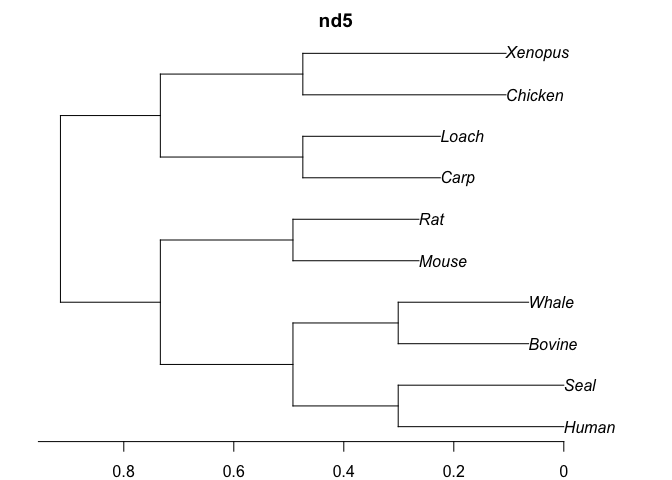 nd5
Xenopus
Chicken
Loach
Carp
Rat
Mouse
Whale
Bovine
Seal
Human
0.8 0.6 0.4 0.2 0